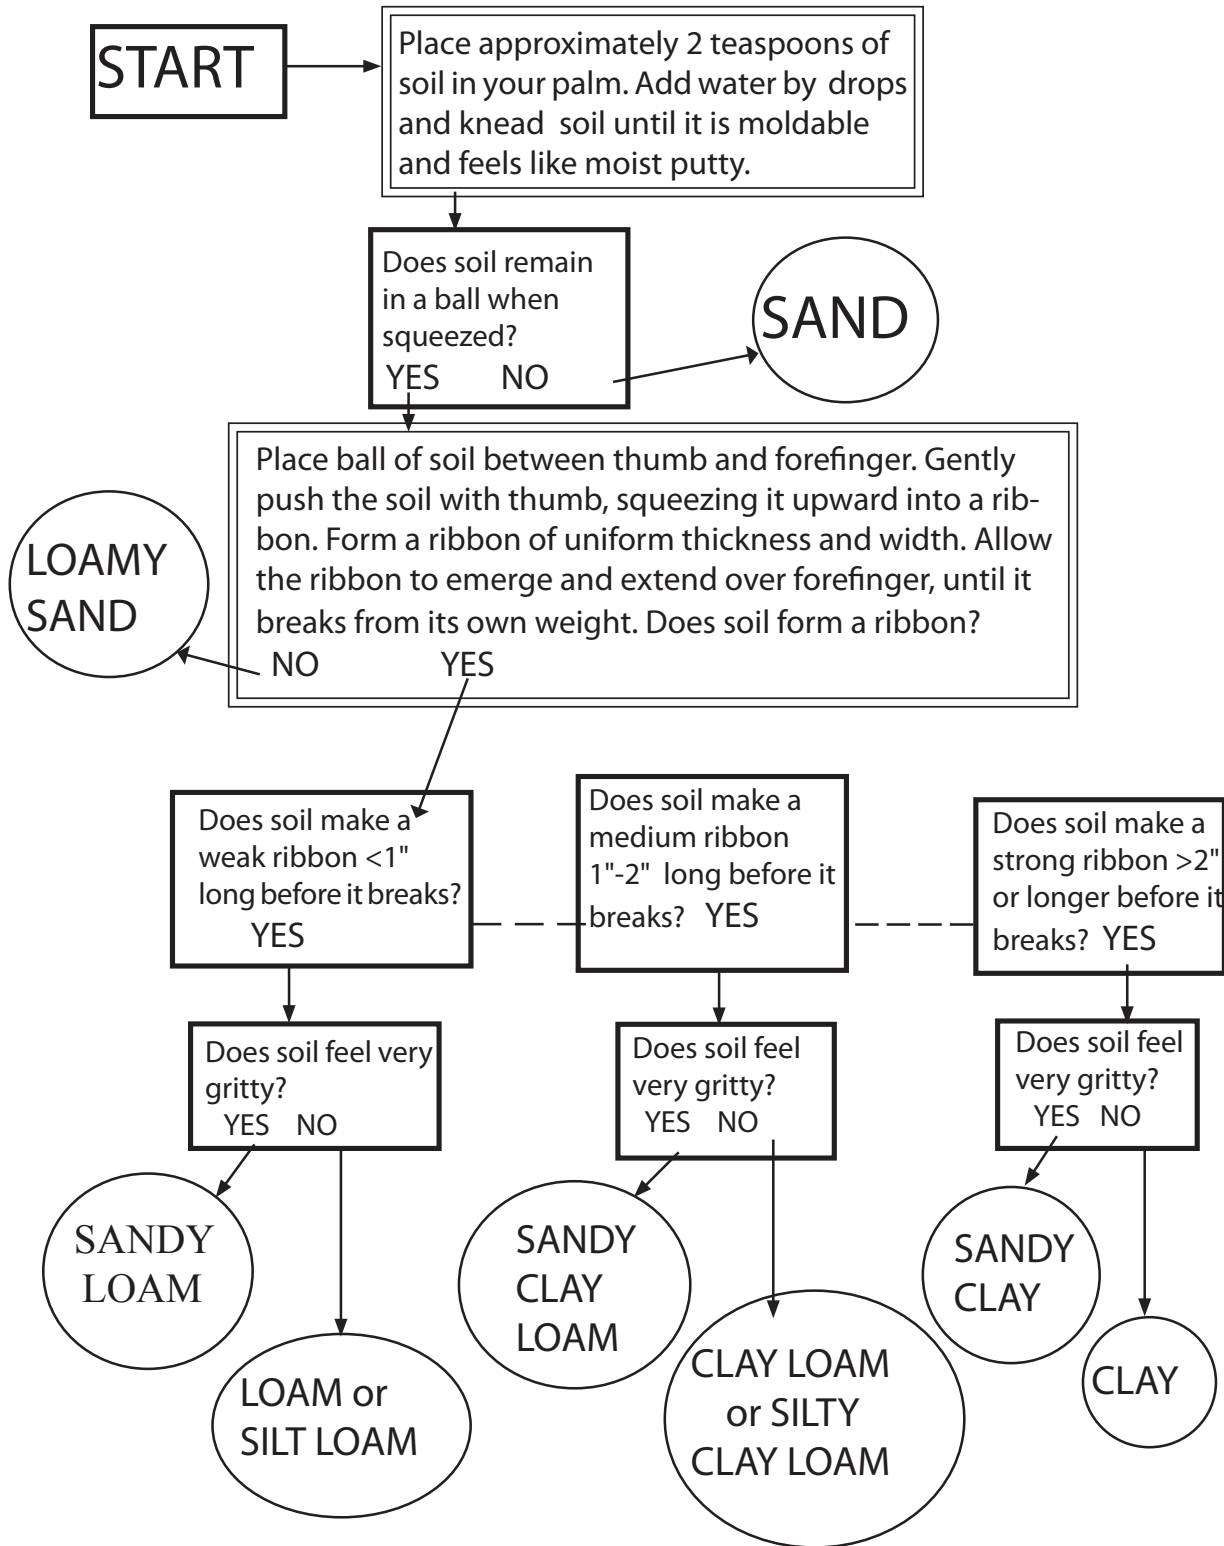 START
Place approximately 2 teaspoons of
soil in your palm. Add water by drops
and knead soil until it is moldable
and feels like moist putty.
Does soil remain
in a ball when
squeezed?
YES NO
SAND
Place ball of soil between thumb and forefinger. Gently
push the soil with thumb, squeezing it upward into a rib-
bon. Form a ribbon of uniform thickness and width. Allow
the ribbon to emerge and extend over forefinger, until it
breaks from its own weight. Does soil form a ribbon?
NO YES
LOAMY
SAND
Does soil make a
weak ribbon <1"
long before it breaks?
YES
Does soil make a
medium ribbon
1"-2" long before it
breaks? YES
Does soil make a
strong ribbon >2"
or longer before it
breaks? YES
Does soil feel very
gritty?
YES NO
Does soil feel
very gritty?
YES NO
Does soil feel
very gritty?
YES NO
SANDY
LOAM
LOAM or
SILT LOAM
SANDY
CLAY
LOAM
CLAY LOAM
or SILTY
CLAY LOAM
SANDY
CLAY
CLAY